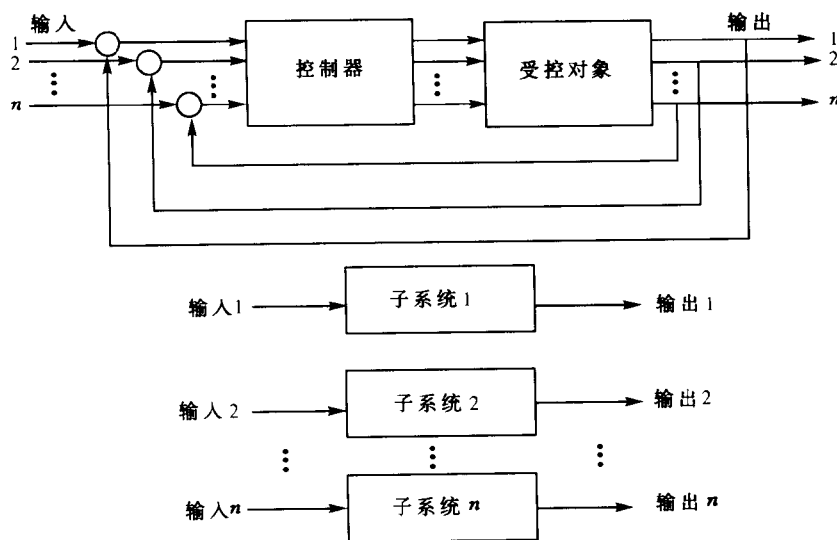 输入
输出
1
1
2
2
⋮
⋮
⋮
⋮
控制器
受控对象
n
n
输入1
子系统1
输出1
输入2
子系统2
输出2
⋮
⋮
⋮
输入n
子系统n
输出n